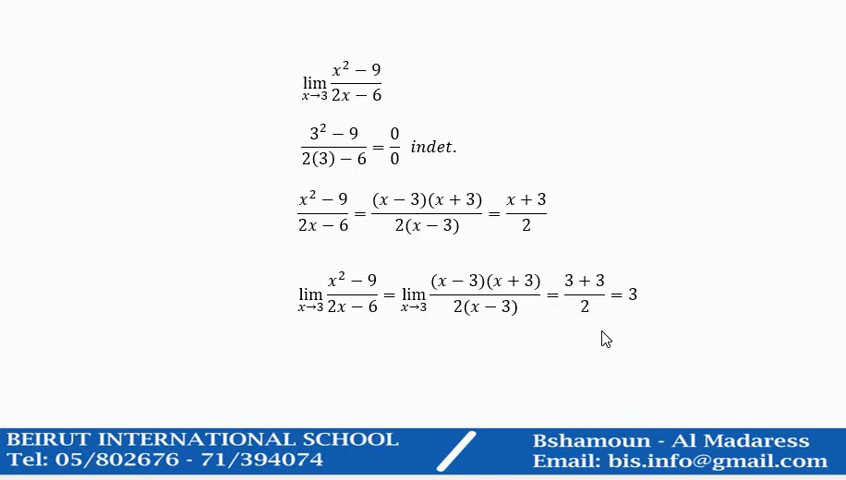 lim x→3 (x² − 9)/(2x − 6)
(3² − 9)/(2(3) − 6) = 0/0 indet.
(x² − 9)/(2x − 6) = ((x − 3)(x + 3))/(2(x − 3)) = (x + 3)/2
lim x→3 (x² − 9)/(2x − 6) = lim x→3 ((x − 3)(x + 3))/(2(x − 3)) = (3 + 3)/2 = 3
BEIRUT INTERNATIONAL SCHOOL
Tel: 05/802676 - 71/394074
Bshamoun - Al Madaress
Email: bis.info@gmail.com